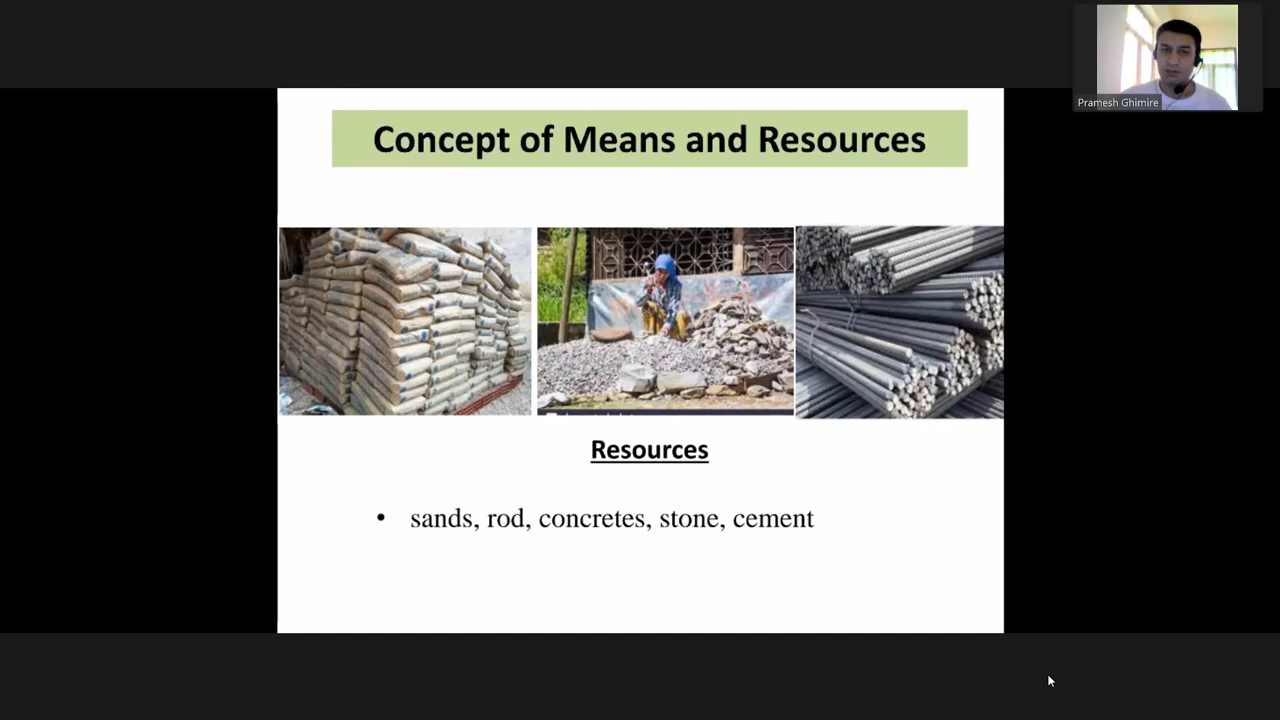 Pramesh Ghimire
Concept of Means and Resources
Resources
• sands, rod, concretes, stone, cement